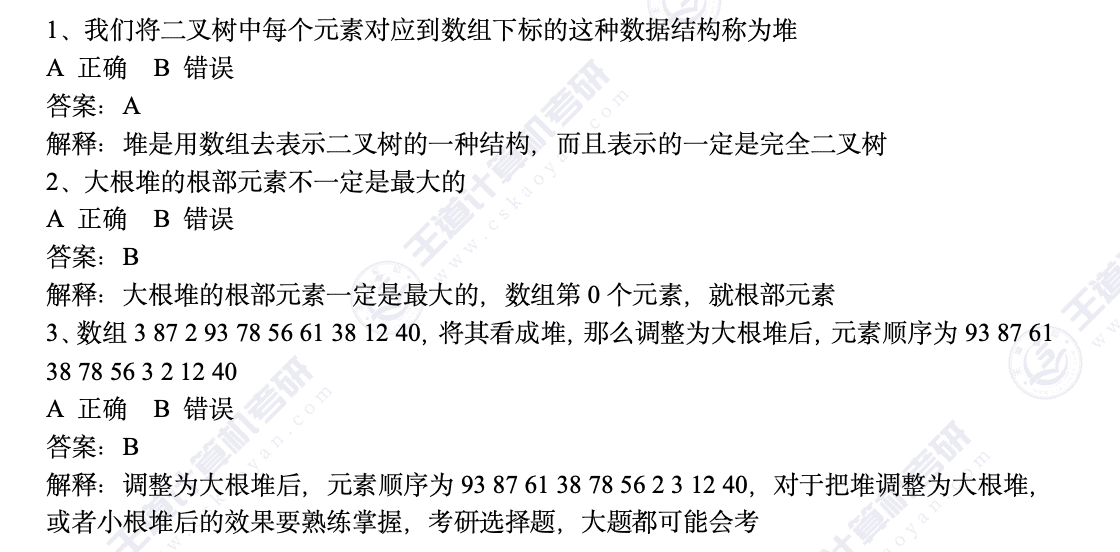 1、我们将二叉树中每个元素对应到数组下标的这种数据结构称为堆
A 正确 B 错误
答案：A
解释：堆是用数组去表示二叉树的一种结构，而且表示的一定是完全二叉树
2、大根堆的根部元素不一定是最大的
A 正确 B 错误
答案：B
解释：大根堆的根部元素一定是最大的，数组第 0 个元素，就根部元素
3、数组 3 87 2 93 78 56 61 38 12 40，将其看成堆，那么调整为大根堆后，元素顺序为 93 87 61
38 78 56 3 2 12 40
A 正确 B 错误
答案：B
解释：调整为大根堆后，元素顺序为 93 87 61 38 78 56 2 3 12 40，对于把堆调整为大根堆，
或者小根堆后的效果要熟练掌握，考研选择题，大题都可能会考
王道计算机考研
www.cskaoyan.com